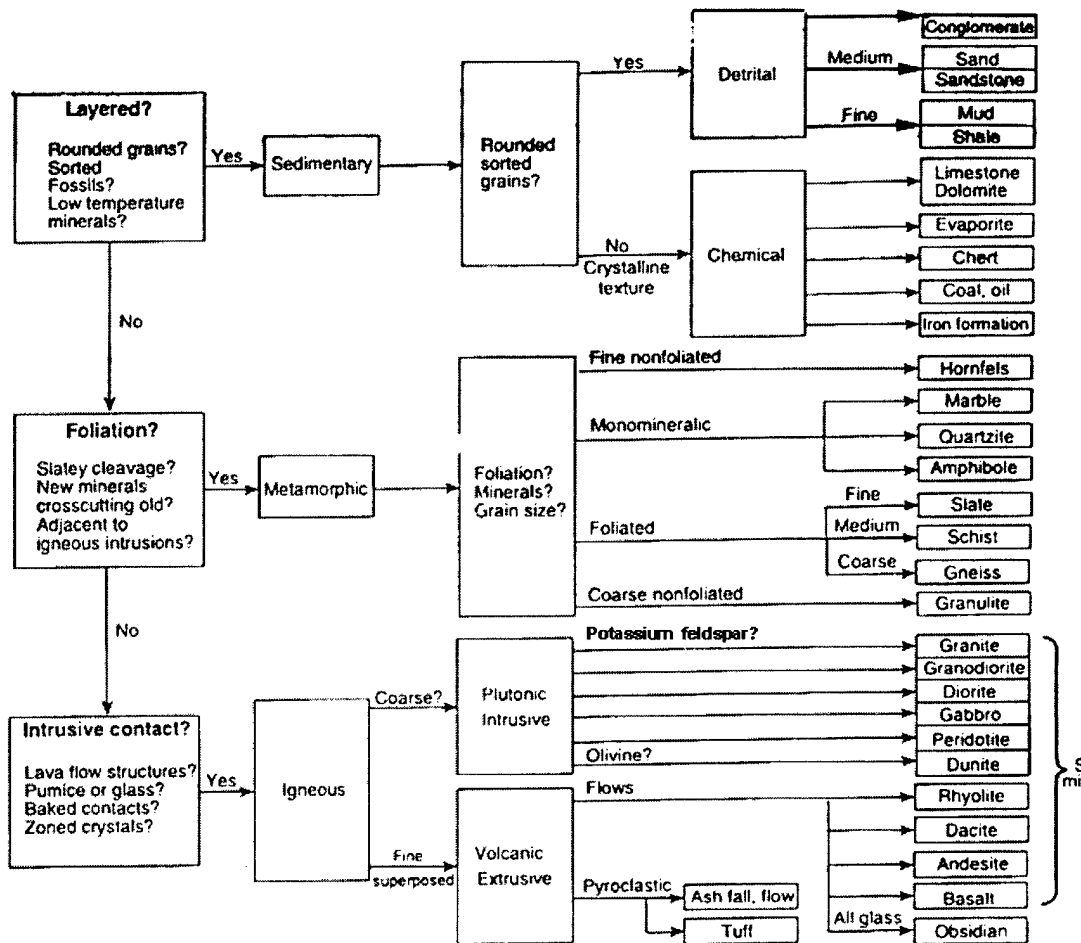 Layered?
Rounded grains?
Sorted
Fossils?
Low temperature
minerals?
Yes
Sedimentary
Rounded
sorted
grains?
Yes
Detrital
Conglomerate
Medium
Sand
Sandstone
Fine
Mud
Shale
No
Crystalline
texture
Chemical
Limestone
Dolomite
Evaporite
Chert
Coal, oil
Iron formation
No
Foliation?
Slatey cleavage?
New minerals
crosscutting old?
Adjacent to
igneous intrusions?
Yes
Metamorphic
Foliation?
Minerals?
Grain size?
Fine nonfoliated
Hornfels
Monomineralic
Marble
Quartzite
Amphibole
Foliated
Fine
Slate
Medium
Schist
Coarse
Gneiss
Coarse nonfoliated
Granulite
No
Intrusive contact?
Lava flow structures?
Pumice or glass?
Baked contacts?
Zoned crystals?
Yes
Igneous
Coarse?
Plutonic
Intrusive
Potassium feldspar?
Granite
Granodiorite
Diorite
Gabbro
Peridotite
Olivine?
Dunite
Fine
superposed
Volcanic
Extrusive
Flows
Rhyolite
Dacite
Andesite
Basalt
All glass
Obsidian
Pyroclastic
Ash fall, flow
Tuff